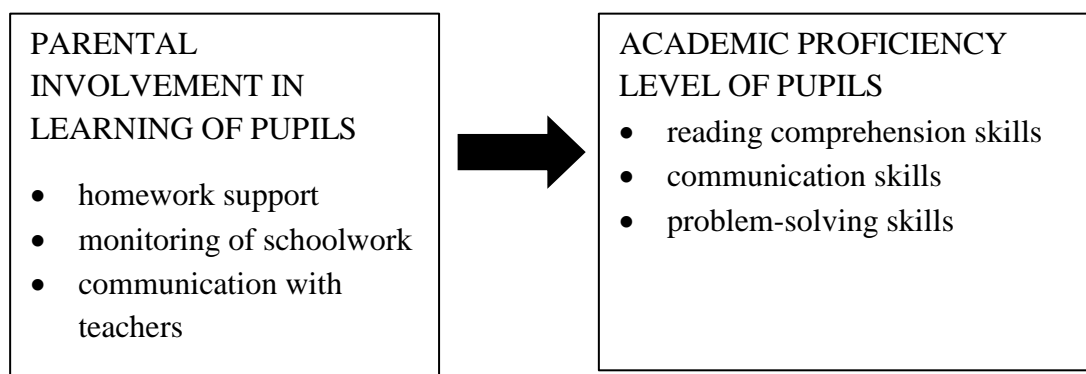 PARENTAL
INVOLVEMENT IN
LEARNING OF PUPILS
• homework support
• monitoring of schoolwork
• communication with
teachers
ACADEMIC PROFICIENCY
LEVEL OF PUPILS
• reading comprehension skills
• communication skills
• problem-solving skills